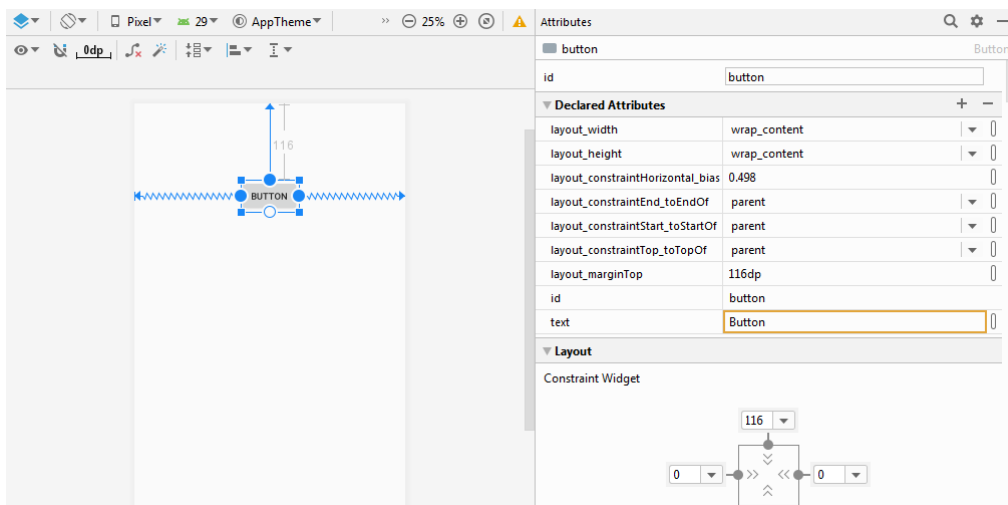 Pixel 29 AppTheme >> 25% Attributes
0dp button Button
id button
Declared Attributes
layout_width wrap_content
layout_height wrap_content
layout_constraintHorizontal_bias 0.498
layout_constraintEnd_toEndOf parent
layout_constraintStart_toStartOf parent
layout_constraintTop_toTopOf parent
layout_marginTop 116dp
id button
text Button
116
BUTTON
Layout
Constraint Widget
116
0 0